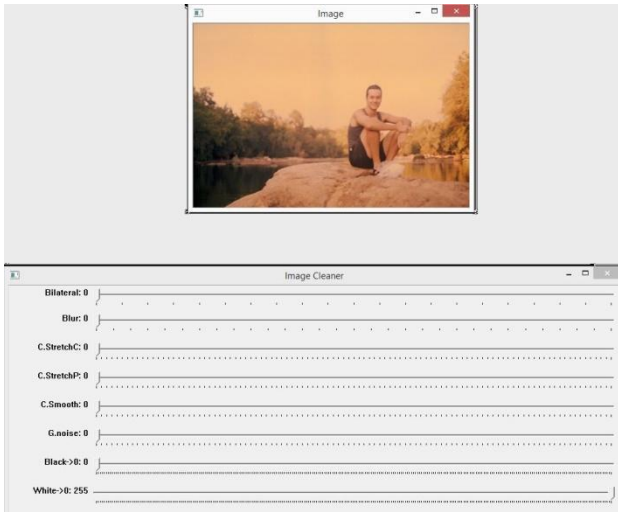 Image
Image Cleaner
Bilateral: 0
Blur: 0
C.StretchC: 0
C.StretchP: 0
C.Smooth: 0
G.noise: 0
Black->0: 0
White->0: 255